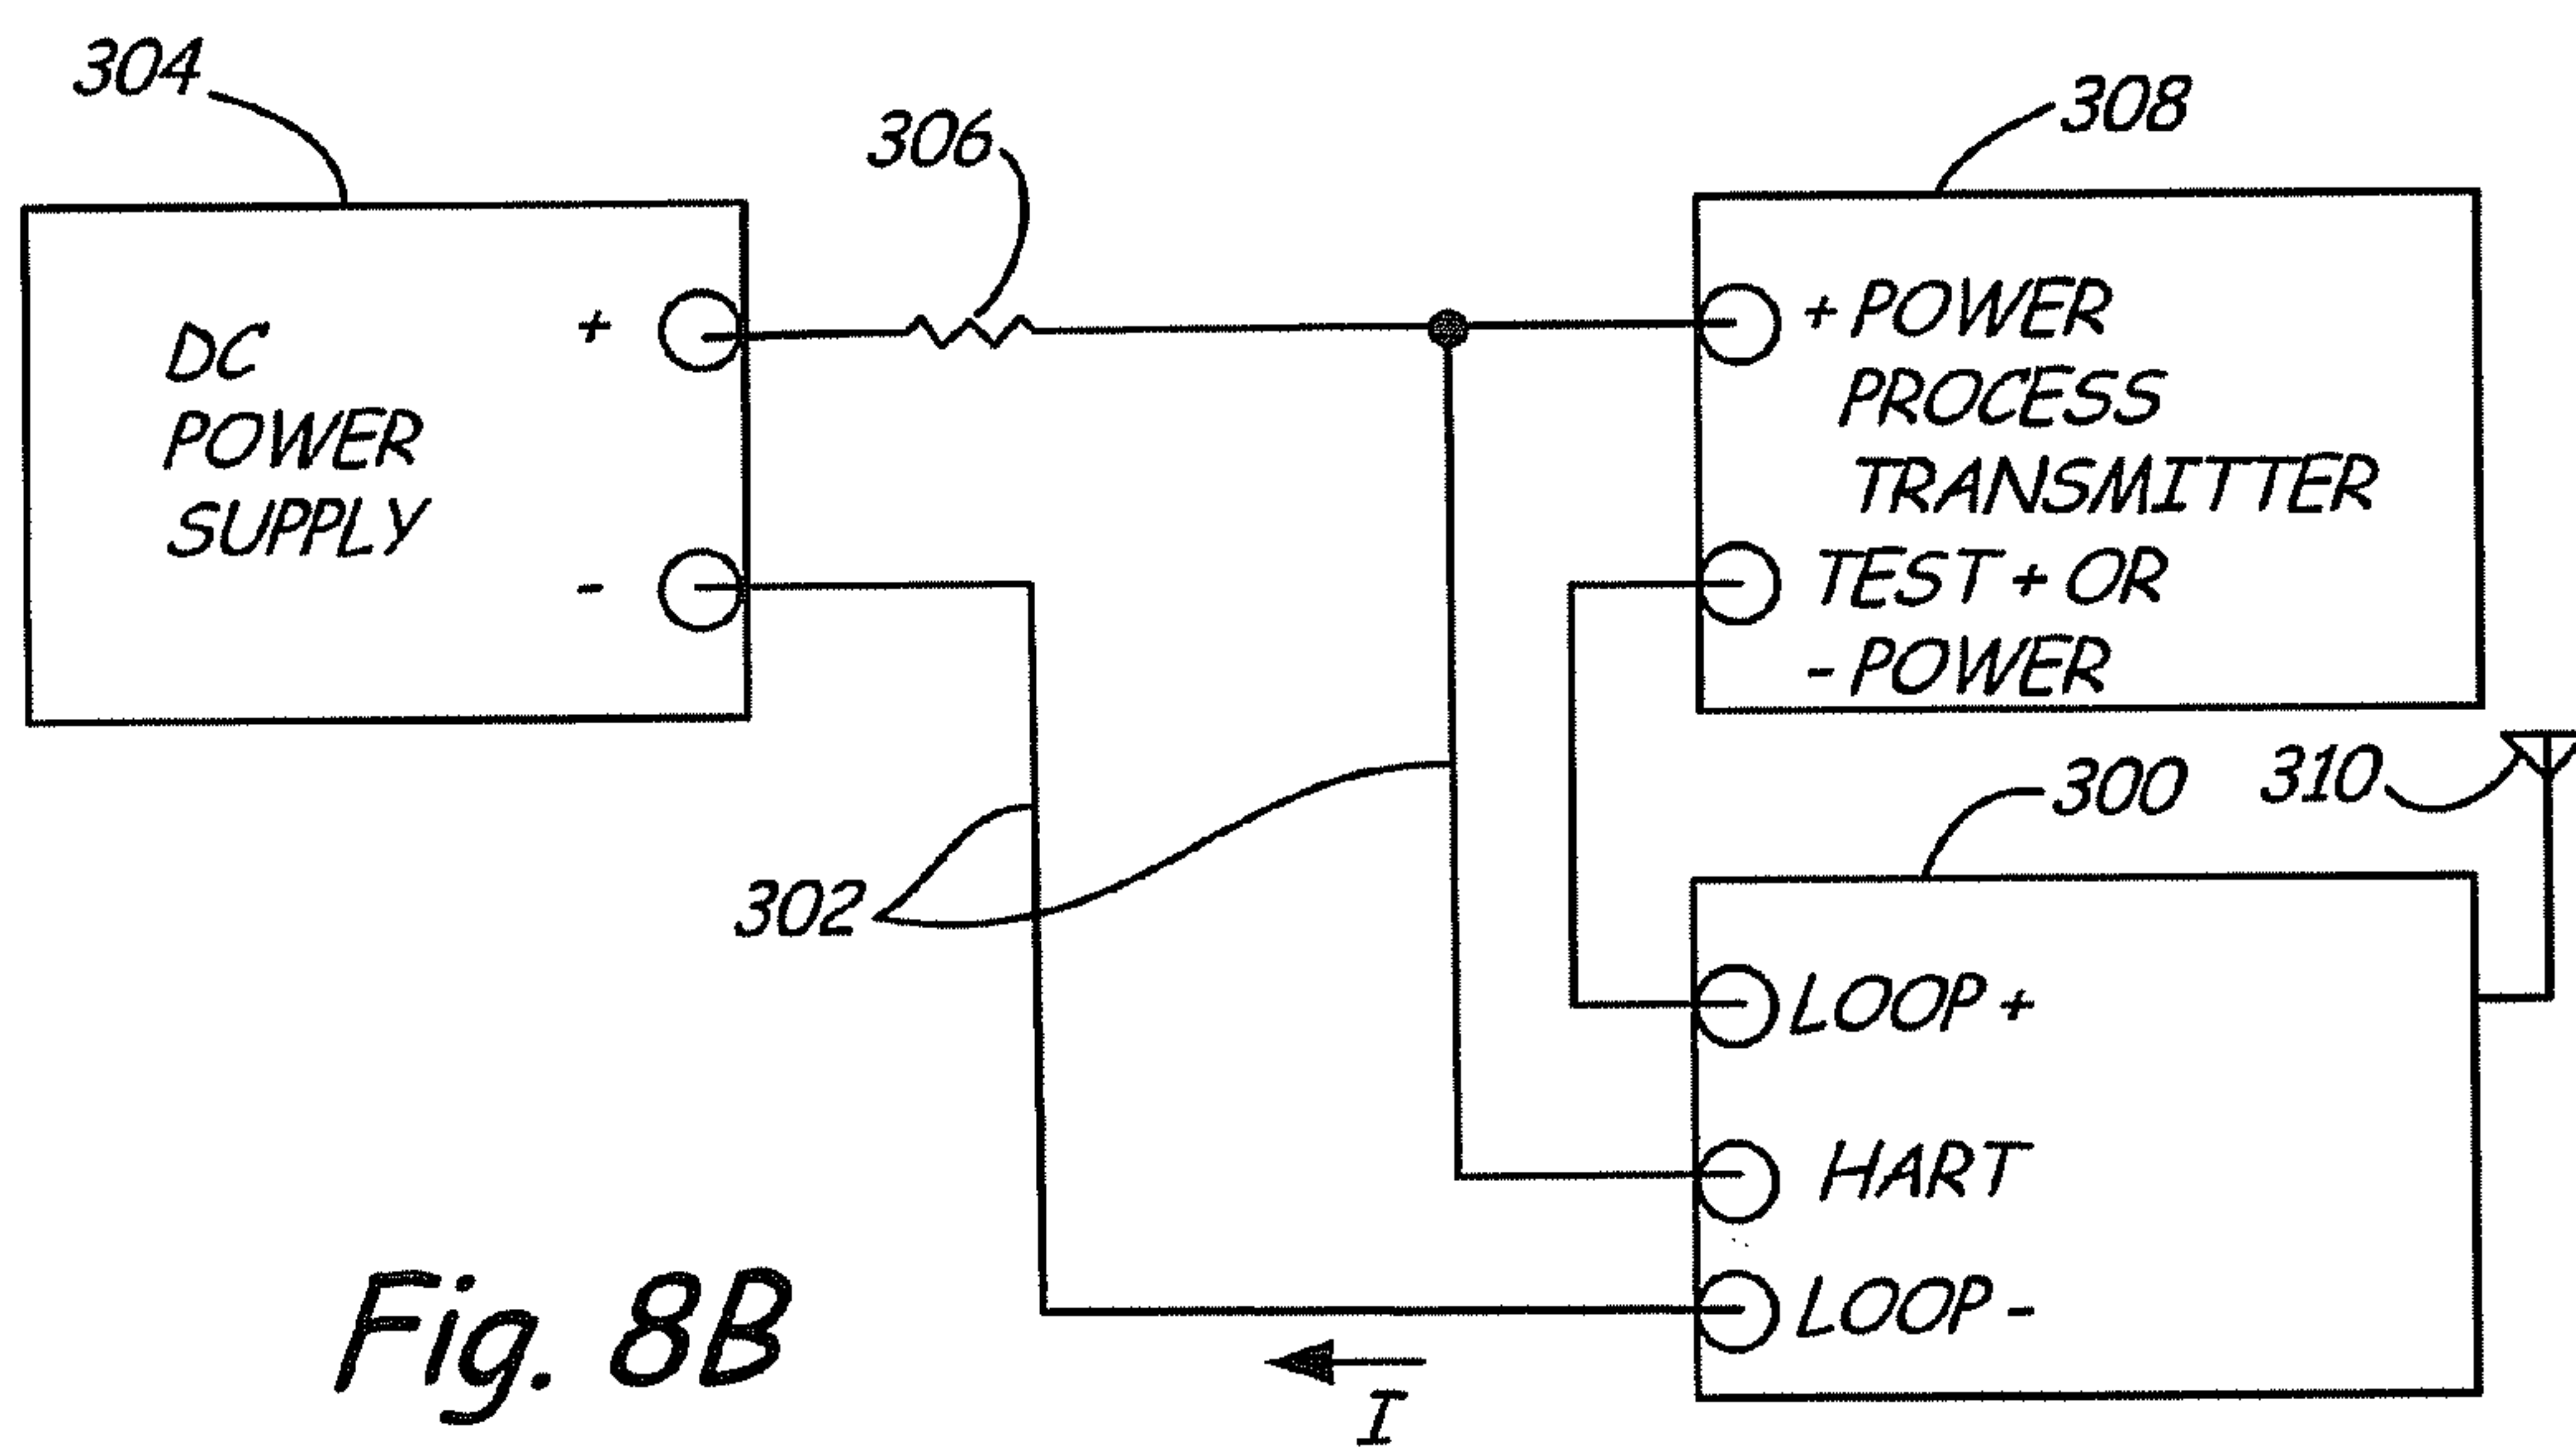 304
306
308
DC
POWER
SUPPLY
+
-
+ POWER
PROCESS
TRANSMITTER
TEST + OR
- POWER
302
300
310
LOOP +
HART
LOOP -
I
Fig. 8B